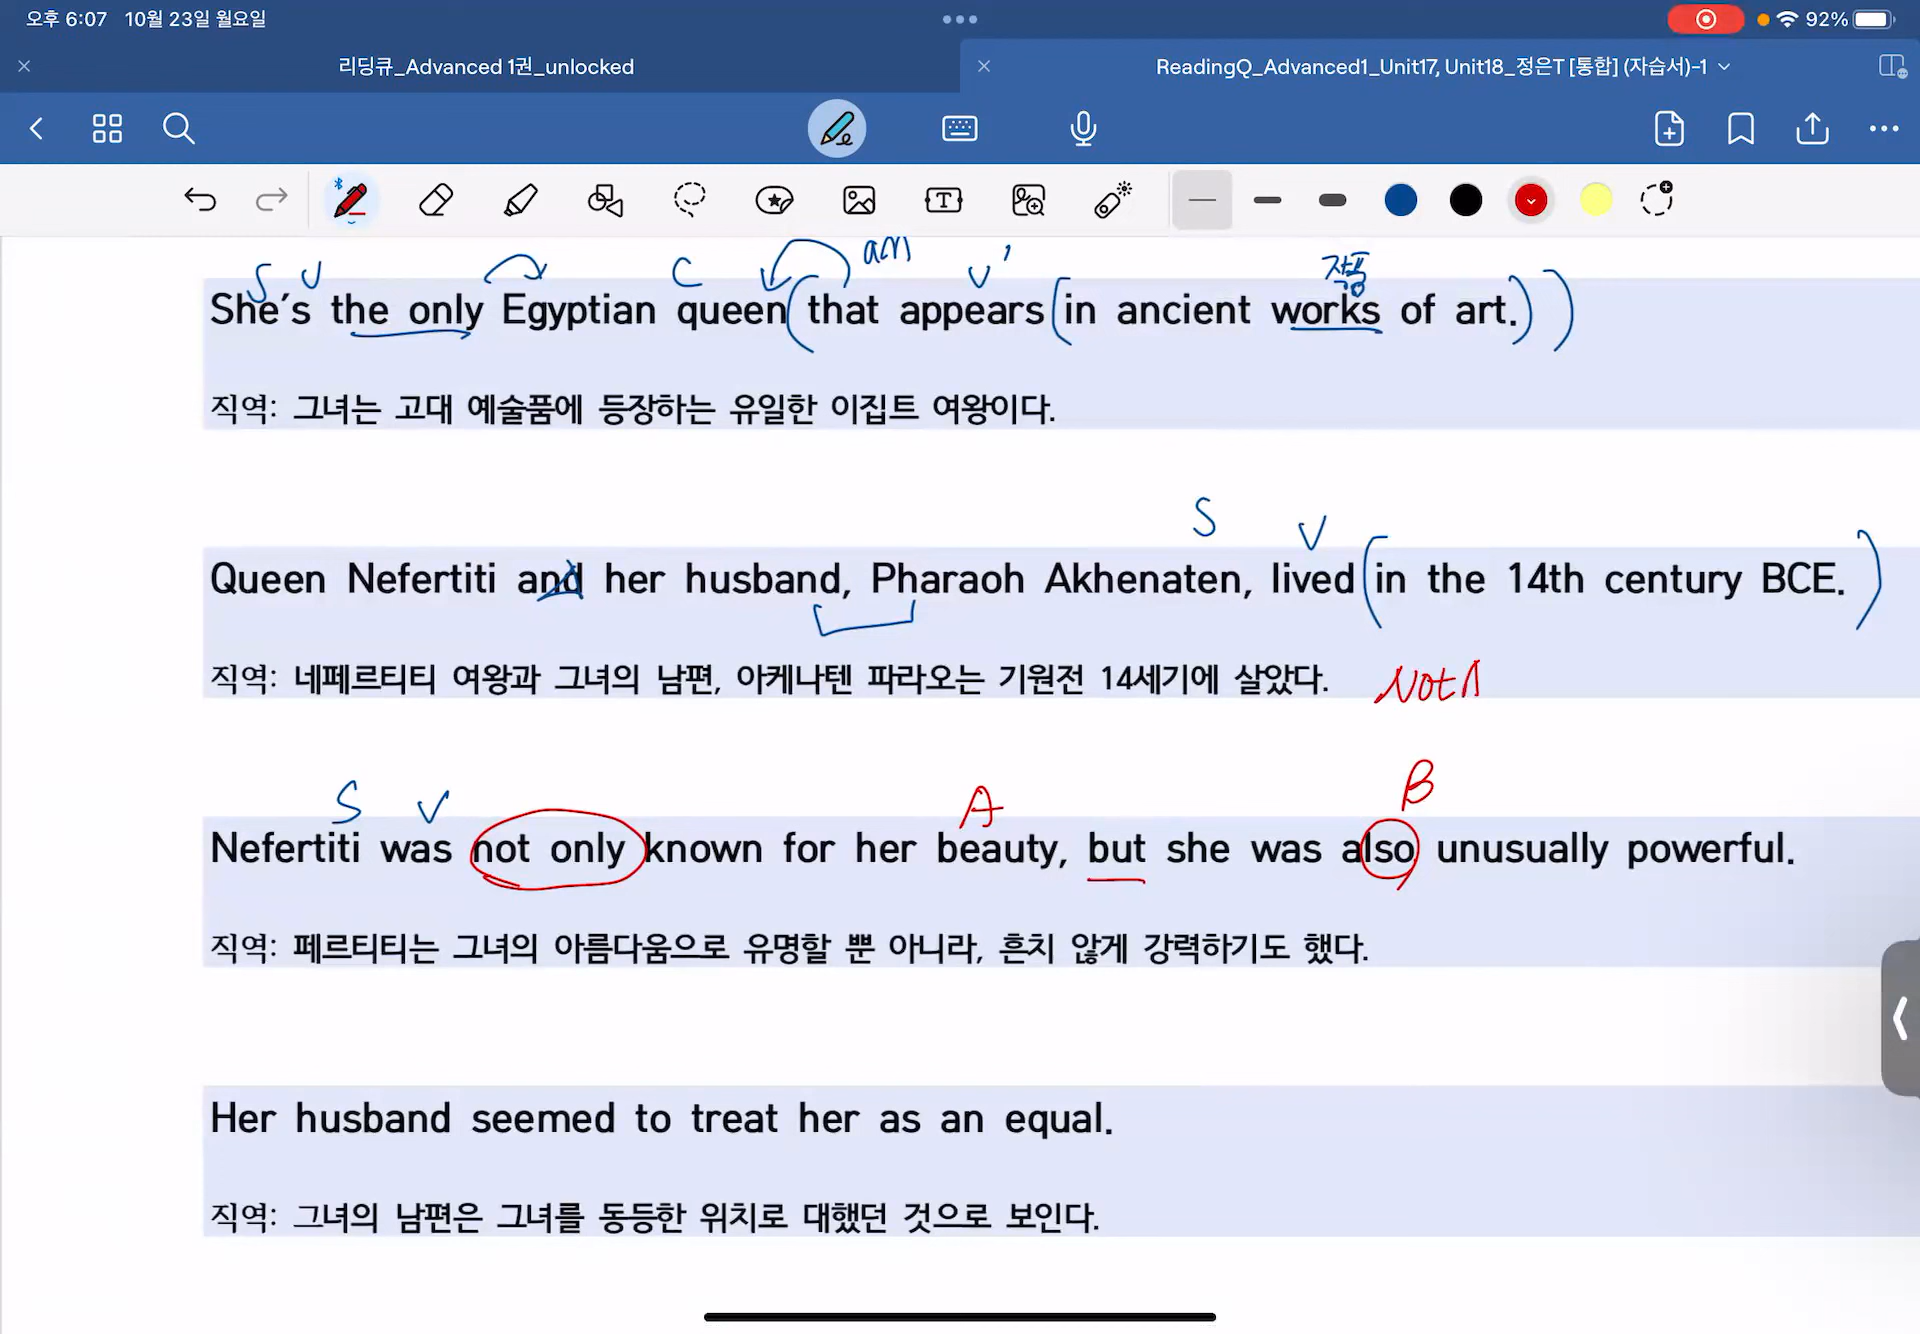 오후 6:07 10월 23일 월요일 92%
리딩큐_Advanced 1권_unlocked
ReadingQ_Advanced1_Unit17, Unit18_정은T [통합] (자습서)-1
S V C V'
작품
She's the only Egyptian queen (that appears (in ancient works of art.))
직역: 그녀는 고대 예술품에 등장하는 유일한 이집트 여왕이다.
S V
Queen Nefertiti and her husband, Pharaoh Akhenaten, lived (in the 14th century BCE.)
직역: 네페르티티 여왕과 그녀의 남편, 아케나텐 파라오는 기원전 14세기에 살았다.
Not
S V A B
Nefertiti was not only known for her beauty, but she was also unusually powerful.
직역: 페르티티는 그녀의 아름다움으로 유명할 뿐 아니라, 흔치 않게 강력하기도 했다.
Her husband seemed to treat her as an equal.
직역: 그녀의 남편은 그녀를 동등한 위치로 대했던 것으로 보인다.